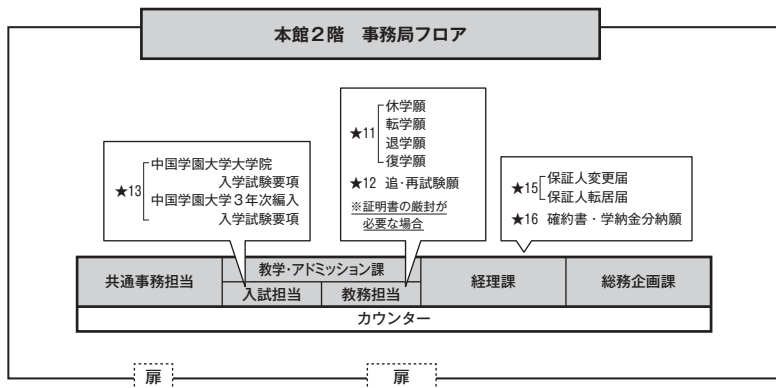 本館２階　事務局フロア
★13
中国学園大学大学院
入学試験要項
中国学園大学３年次編入
入学試験要項
★11
休学願
転学願
退学願
復学願
★12 追・再試験願
※証明書の厳封が
必要な場合
★15
保証人変更届
保証人転居届
★16 確約書・学納金分納願
共通事務担当
教学・アドミッション課
入試担当
教務担当
経理課
総務企画課
カウンター
扉
扉